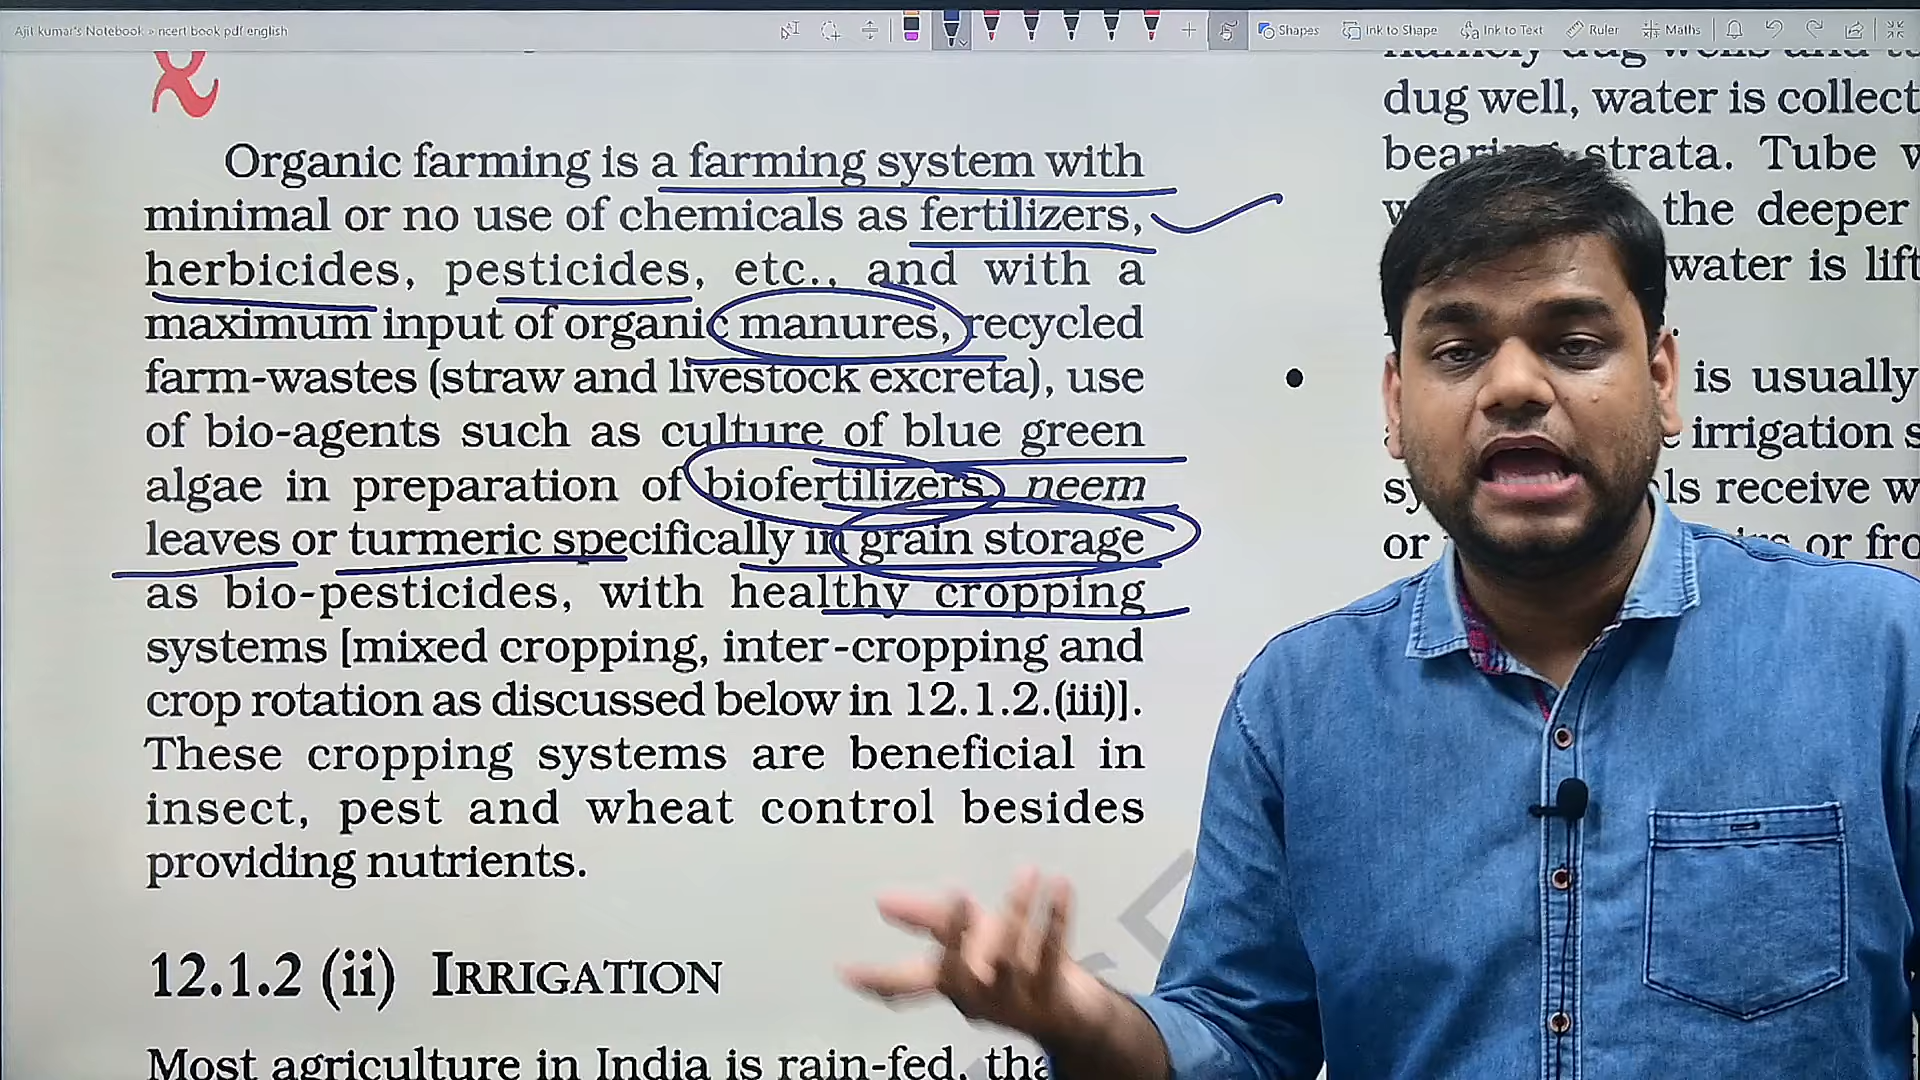 Ajit kumar's Notebook » ncert book pdf english
Shapes
Ink to Shape
Ink to Text
Ruler
Maths
Organic farming is a farming system with
minimal or no use of chemicals as fertilizers,
herbicides, pesticides, etc., and with a
maximum input of organic manures, recycled
farm-wastes (straw and livestock excreta), use
of bio-agents such as culture of blue green
algae in preparation of biofertilizers, neem
leaves or turmeric specifically in grain storage
as bio-pesticides, with healthy cropping
systems [mixed cropping, inter-cropping and
crop rotation as discussed below in 12.1.2.(iii)].
These cropping systems are beneficial in
insect, pest and wheat control besides
providing nutrients.
12.1.2 (ii) IRRIGATION
Most agriculture in India is rain-fed, tha
namely dug wells and
dug well, water is collect
bearing strata. Tube
the deeper
water is lift
• is usually
irrigation
receive
or or fro